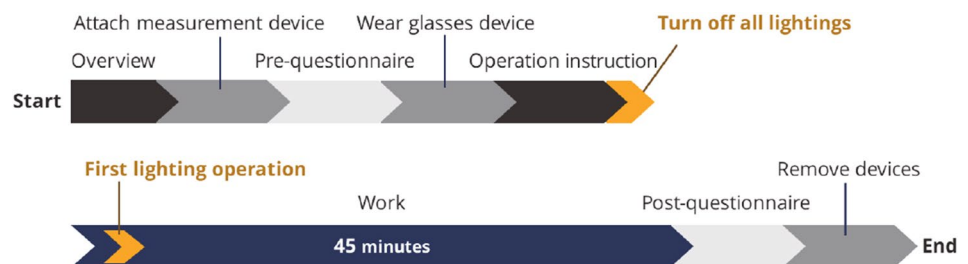 Attach measurement device
Wear glasses device
Turn off all lightings
Overview
Pre-questionnaire
Operation instruction
Start
First lighting operation
Remove devices
Work
Post-questionnaire
45 minutes
End